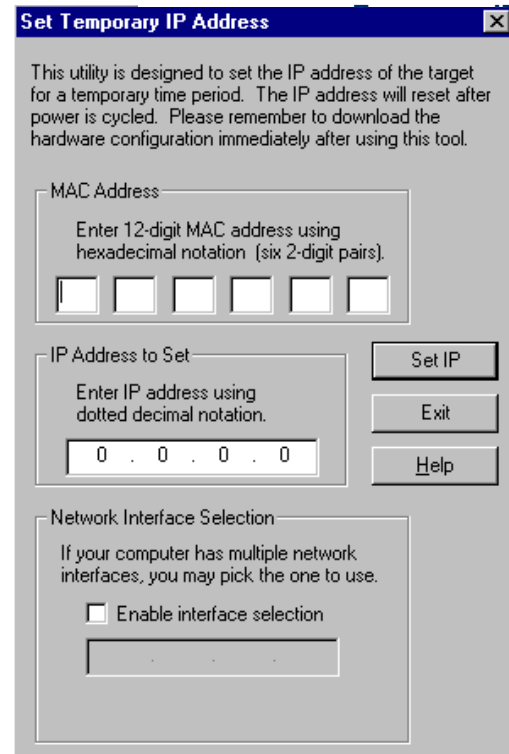 Set Temporary IP Address
This utility is designed to set the IP address of the target
for a temporary time period. The IP address will reset after
power is cycled. Please remember to download the
hardware configuration immediately after using this tool.
MAC Address
Enter 12-digit MAC address using
hexadecimal notation (six 2-digit pairs).
IP Address to Set
Enter IP address using
dotted decimal notation.
0 . 0 . 0 . 0
Set IP
Exit
Help
Network Interface Selection
If your computer has multiple network
interfaces, you may pick the one to use.
Enable interface selection
. . .